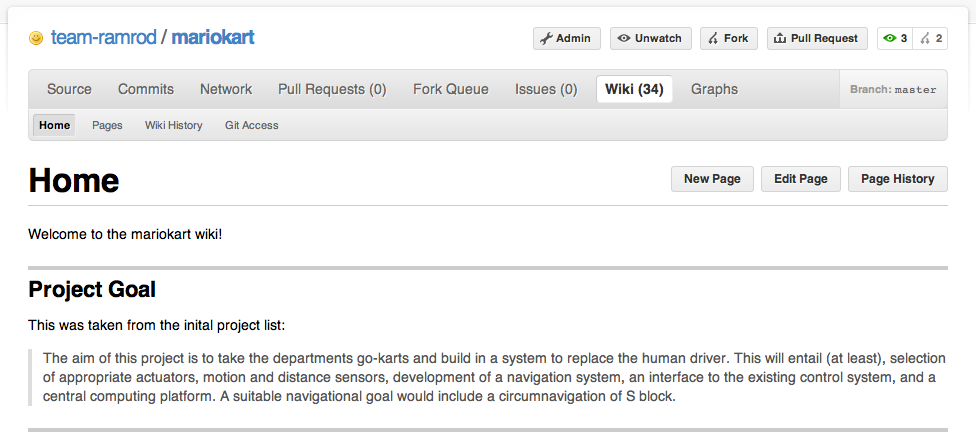 team-ramrod / mariokart
Admin
Unwatch
Fork
Pull Request
3
2
Source
Commits
Network
Pull Requests (0)
Fork Queue
Issues (0)
Wiki (34)
Graphs
Branch: master
Home
Pages
Wiki History
Git Access
Home
New Page
Edit Page
Page History
Welcome to the mariokart wiki!
Project Goal
This was taken from the inital project list:
The aim of this project is to take the departments go-karts and build in a system to replace the human driver. This will entail (at least), selection
of appropriate actuators, motion and distance sensors, development of a navigation system, an interface to the existing control system, and a
central computing platform. A suitable navigational goal would include a circumnavigation of S block.